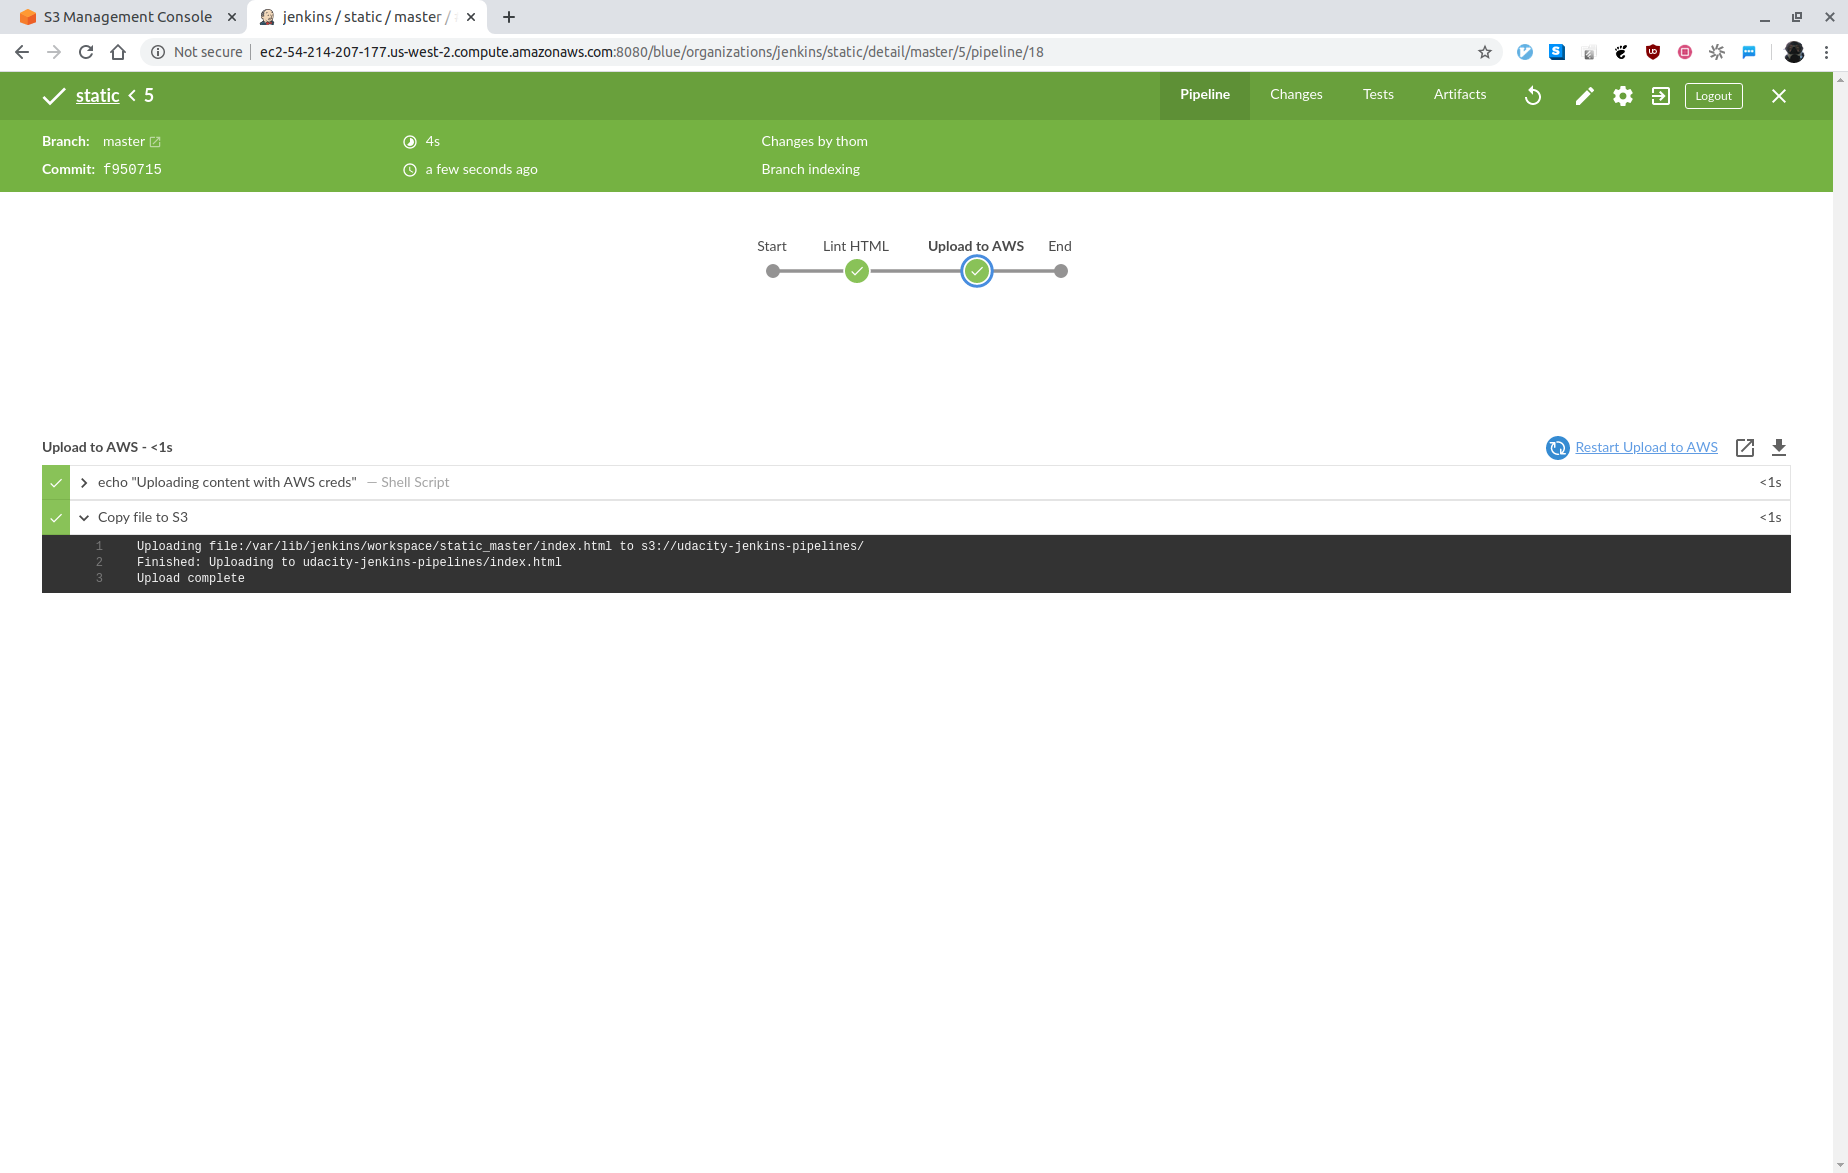 S3 Management Console
jenkins / static / master /
Not secure
ec2-54-214-207-177.us-west-2.compute.amazonaws.com:8080/blue/organizations/jenkins/static/detail/master/5/pipeline/18
static < 5
Pipeline
Changes
Tests
Artifacts
Logout
Branch: master
4s
Changes by thom
Commit: f950715
a few seconds ago
Branch indexing
Start
Lint HTML
Upload to AWS
End
Upload to AWS - <1s
Restart Upload to AWS
echo "Uploading content with AWS creds" — Shell Script
<1s
Copy file to S3
<1s
1 Uploading file:/var/lib/jenkins/workspace/static_master/index.html to s3://udacity-jenkins-pipelines/
2 Finished: Uploading to udacity-jenkins-pipelines/index.html
3 Upload complete